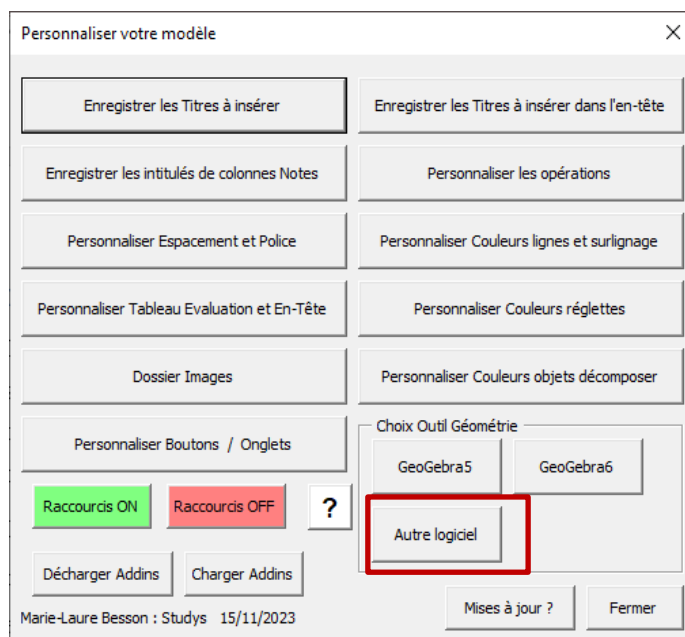 Personnaliser votre modèle
Enregistrer les Titres à insérer
Enregistrer les Titres à insérer dans l'en-tête
Enregistrer les intitulés de colonnes Notes
Personnaliser les opérations
Personnaliser Espacement et Police
Personnaliser Couleurs lignes et surlignage
Personnaliser Tableau Evaluation et En-Tête
Personnaliser Couleurs réglettes
Dossier Images
Personnaliser Couleurs objets décomposer
Personnaliser Boutons / Onglets
Choix Outil Géométrie
GeoGebra5
GeoGebra6
Raccourcis ON
Raccourcis OFF
?
Autre logiciel
Décharger Addins
Charger Addins
Marie-Laure Besson : Studys 15/11/2023
Mises à jour ?
Fermer